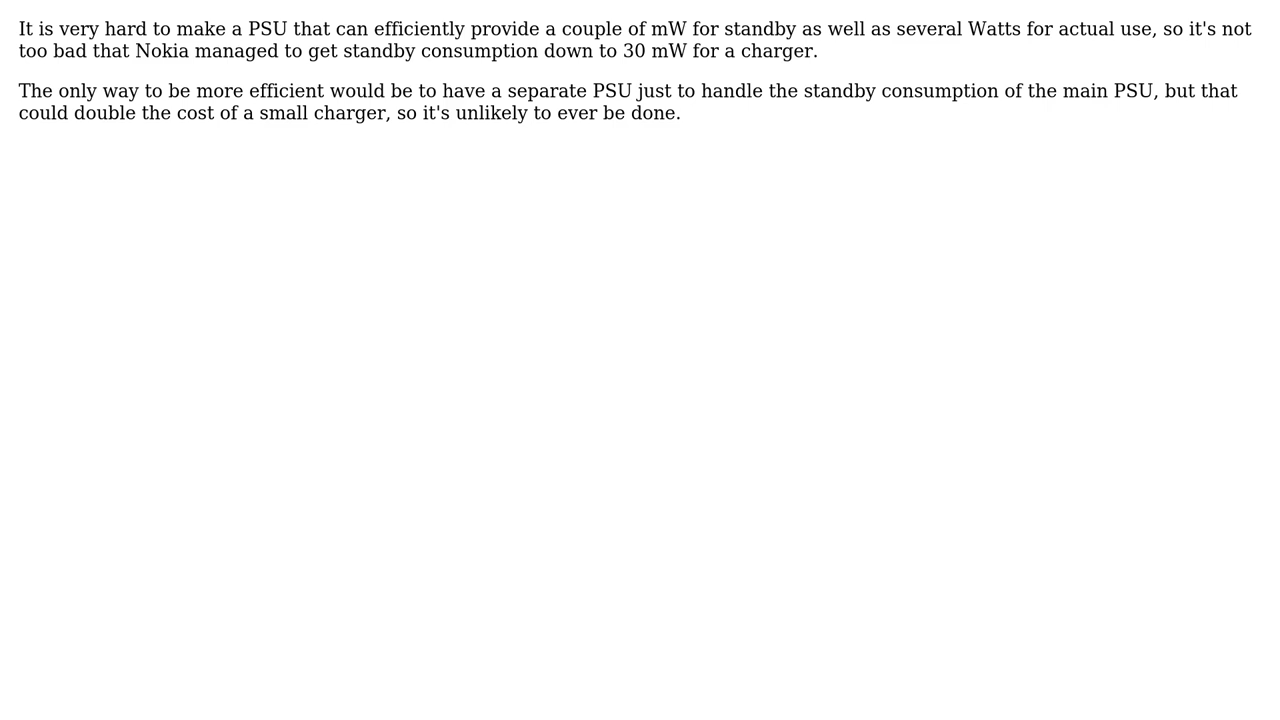 It is very hard to make a PSU that can efficiently provide a couple of mW for standby as well as several Watts for actual use, so it's not
too bad that Nokia managed to get standby consumption down to 30 mW for a charger.
The only way to be more efficient would be to have a separate PSU just to handle the standby consumption of the main PSU, but that
could double the cost of a small charger, so it's unlikely to ever be done.